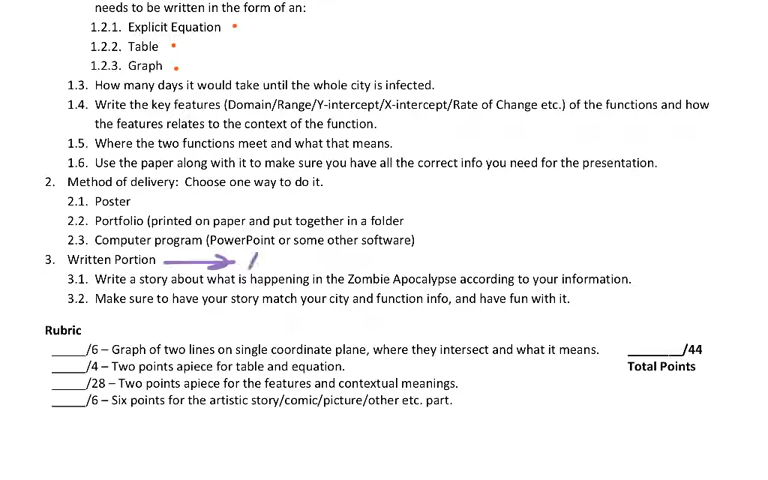 needs to be written in the form of an:
1.2.1. Explicit Equation
1.2.2. Table
1.2.3. Graph
1.3. How many days it would take until the whole city is infected.
1.4. Write the key features (Domain/Range/Y-intercept/X-intercept/Rate of Change etc.) of the functions and how
the features relates to the context of the function.
1.5. Where the two functions meet and what that means.
1.6. Use the paper along with it to make sure you have all the correct info you need for the presentation.
2. Method of delivery: Choose one way to do it.
2.1. Poster
2.2. Portfolio (printed on paper and put together in a folder
2.3. Computer program (PowerPoint or some other software)
3. Written Portion
3.1. Write a story about what is happening in the Zombie Apocalypse according to your information.
3.2. Make sure to have your story match your city and function info, and have fun with it.
Rubric
_____/6 – Graph of two lines on single coordinate plane, where they intersect and what it means. ________/44
_____/4 – Two points apiece for table and equation. Total Points
_____/28 – Two points apiece for the features and contextual meanings.
_____/6 – Six points for the artistic story/comic/picture/other etc. part.